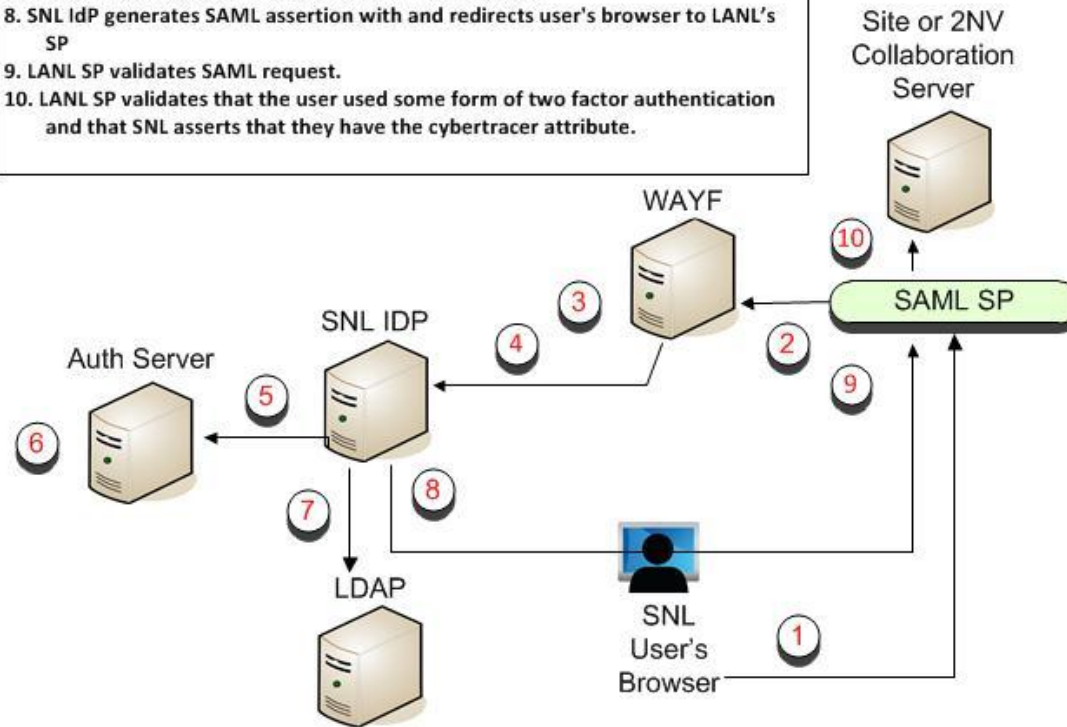 8. SNL IdP generates SAML assertion with and redirects user's browser to LANL's
SP
9. LANL SP validates SAML request.
10. LANL SP validates that the user used some form of two factor authentication
and that SNL asserts that they have the cybertracer attribute.
Site or 2NV
Collaboration
Server
WAYF
10
SAML SP
3
2
SNL IDP
4
9
Auth Server
5
6
8
7
LDAP
SNL
User's
Browser
1